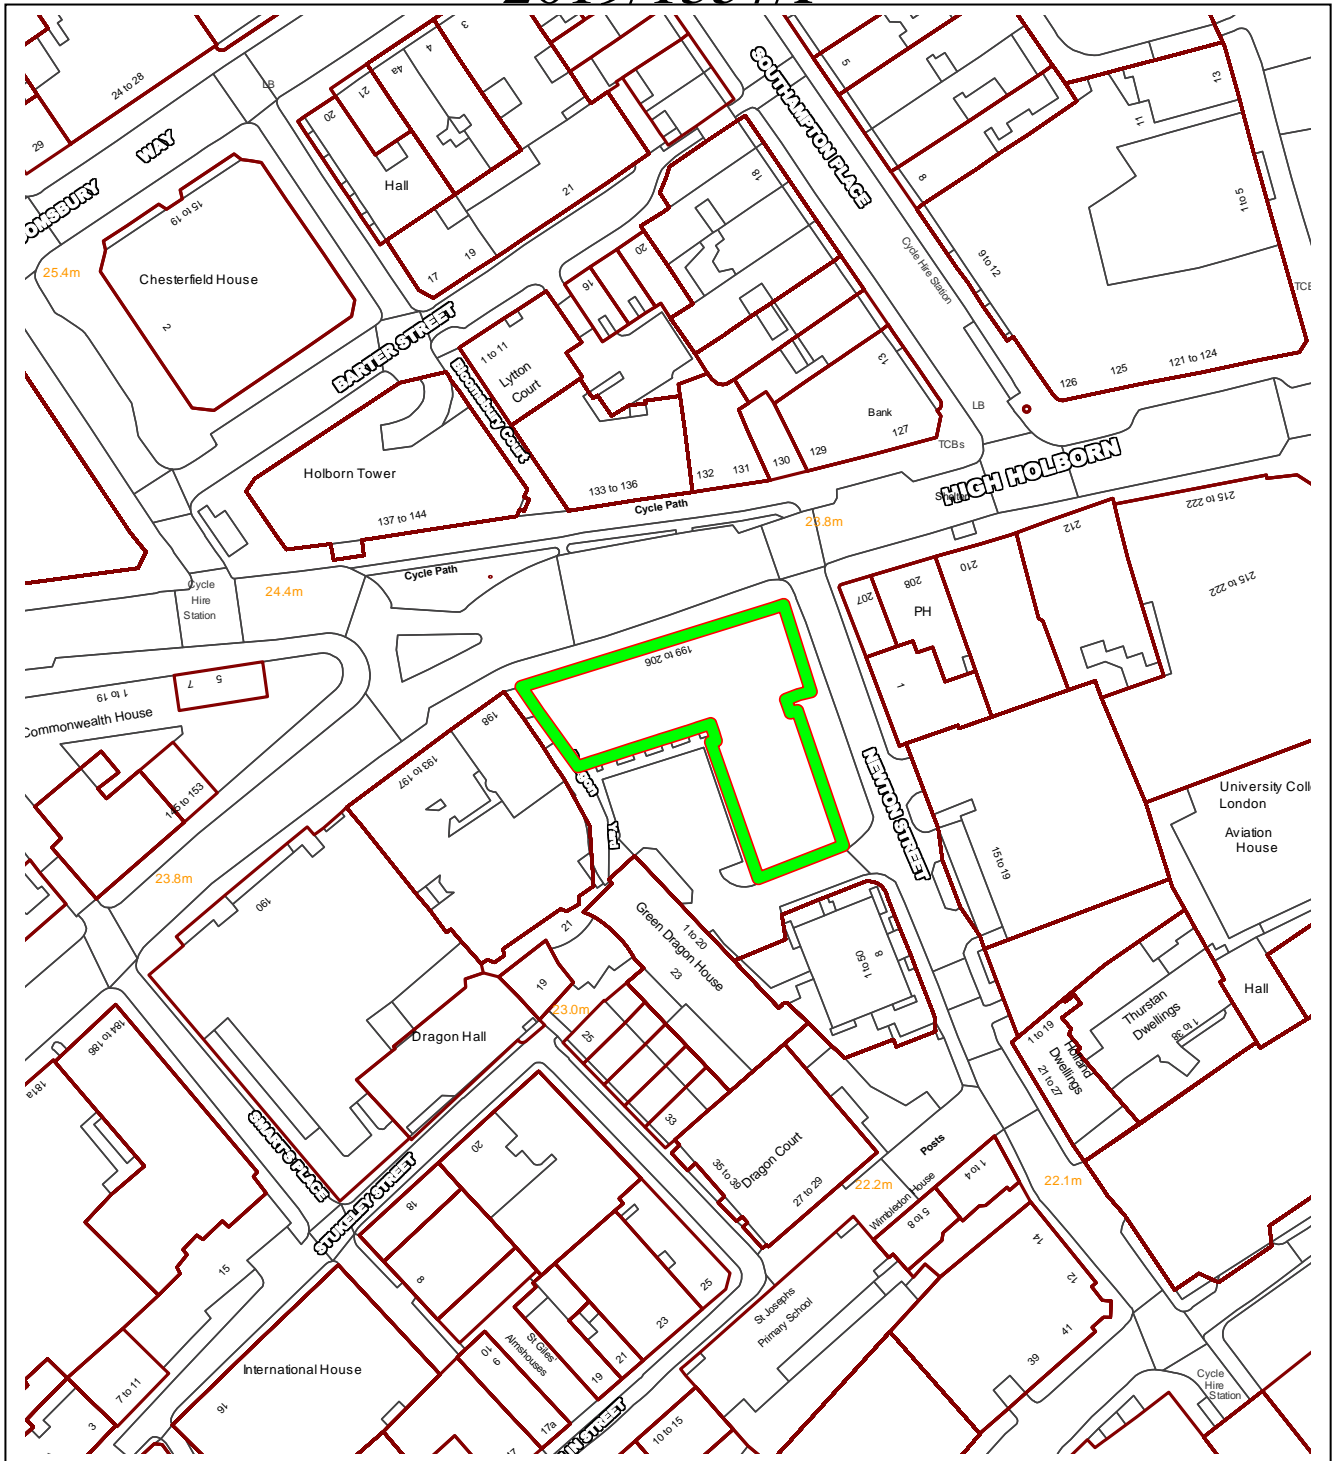 24 to 28
LB
29
WAY
20
21
4a
4
3
Hall
21
17
19
15 to 19
25.4m
Chesterfield House
2
BARTER STREET
SOUTHAMPTON PLACE
5
8
11
13
1 to 5
18
20
16
Cycle Hire Station
9 to 12
126
125
121 to 124
1 to 11
Lytton
Court
Bloomsbury Court
13
Bank
127
LB
TCBs
129
130
131
132
133 to 136
Holborn Tower
137 to 144
Cycle Path
Cycle Path
HIGH HOLBORN
Shelter
23.8m
24.4m
Cycle
Hire
Station
215 to 222
215 to 222
212
210
208
207
PH
1
199 to 206
1 to 19
7
5
Commonwealth House
145 to 153
198
193 to 197
Yard
NEWTON STREET
University Coll
London
Aviation
House
15 to 19
23.8m
190
21
19
Green Dragon House
1 to 20
23
8
1 to 50
23.0m
25
33
Dragon Hall
Hall
Thurstan
Dwellings
1 to 38
1 to 19
Holland
Dwellings
21 to 27
184 to 186
181a
SMART'S PLACE
STUKELEY STREET
20
18
8
Dragon Court
35 to 38
27 to 29
Posts
22.2m
22.1m
Wimbledon House
1 to 4
5 to 8
15
25
23
21
19
St Giles'
Almshouses
10
9
17a
St Josephs
Primary School
14
12
41
39
International House
16
7 to 11
3
10 to 15
Cycle
Hire
Station